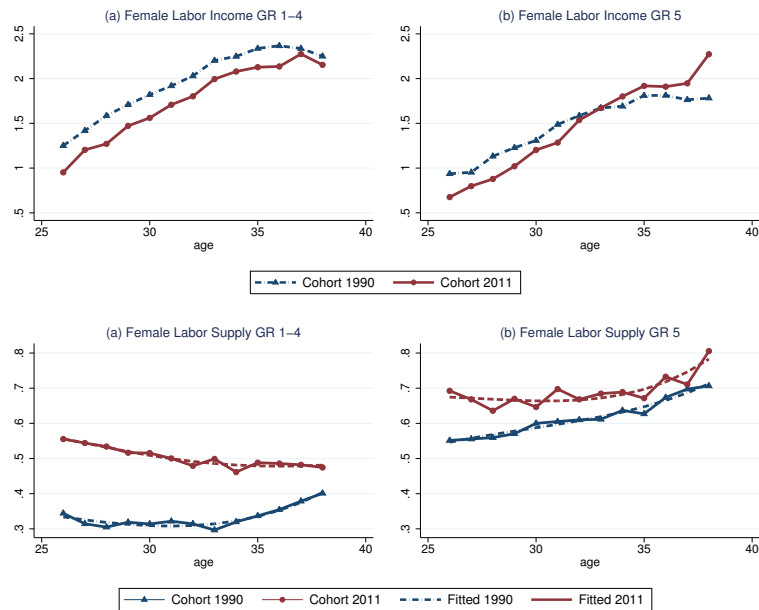 (a) Female Labor Income GR 1−4
(b) Female Labor Income GR 5
2.5
2
1.5
1
.5
25 30 35 40
age
2.5
2
1.5
1
.5
25 30 35 40
age
Cohort 1990 Cohort 2011
(a) Female Labor Supply GR 1−4
(b) Female Labor Supply GR 5
.8
.7
.6
.5
.4
.3
25 30 35 40
age
.8
.7
.6
.5
.4
.3
25 30 35 40
age
Cohort 1990 Cohort 2011 Fitted 1990 Fitted 2011